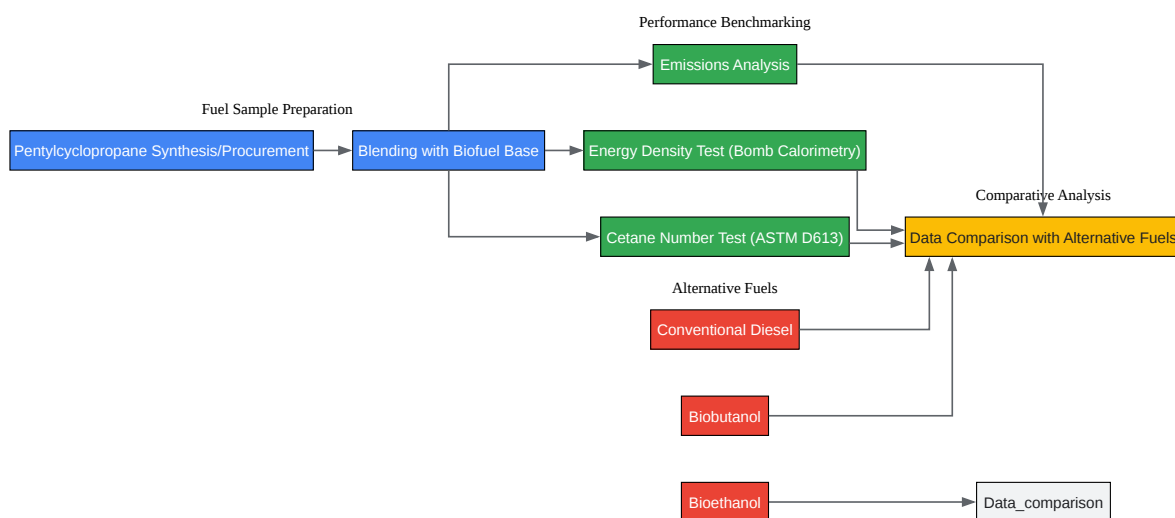 Performance Benchmarking
Emissions Analysis
Fuel Sample Preparation
Pentylcyclopropane Synthesis/Procurement
Blending with Biofuel Base
Energy Density Test (Bomb Calorimetry)
Comparative Analysis
Cetane Number Test (ASTM D613)
Data Comparison with Alternative Fuels
Alternative Fuels
Conventional Diesel
Biobutanol
Bioethanol
Data_comparison